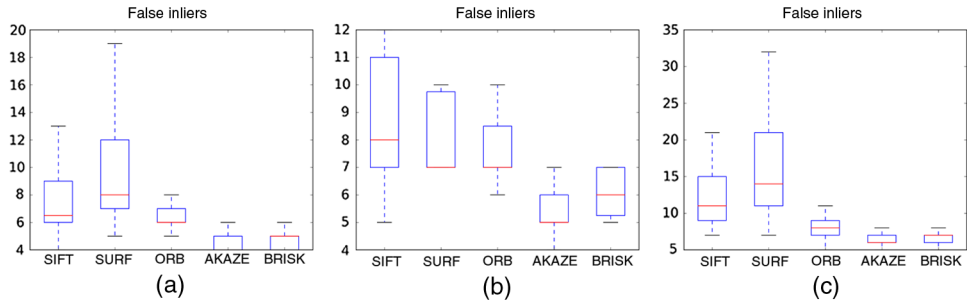 False inliers
20
18
16
14
12
10
8
6
4
SIFT SURF ORB AKAZE BRISK
(a)
False inliers
12
11
10
9
8
7
6
5
4
SIFT SURF ORB AKAZE BRISK
(b)
False inliers
35
30
25
20
15
10
5
SIFT SURF ORB AKAZE BRISK
(c)